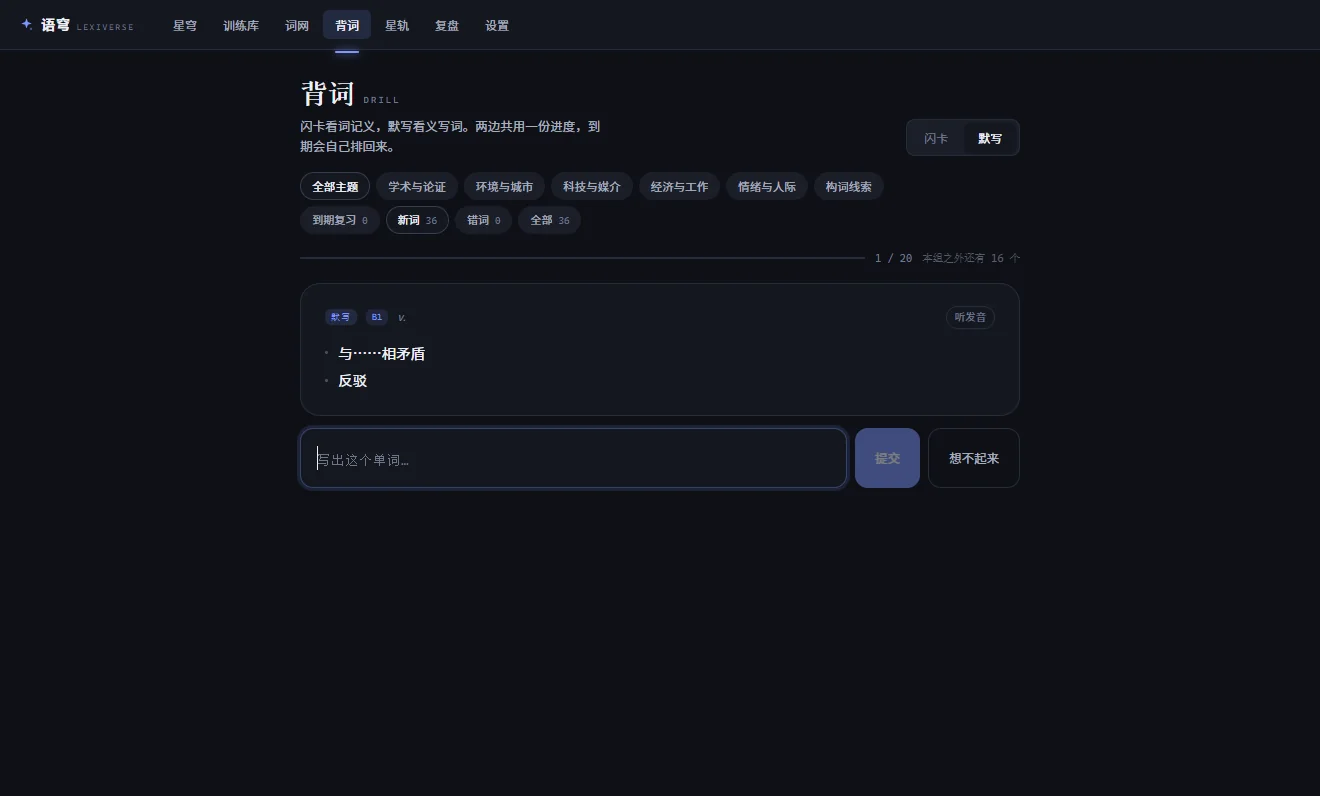 语穹 LEXIVERSE 星穹 训练库 词网 背词 星轨 复盘 设置
背词 DRILL
闪卡看词记义，默写看义写词。两边共用一份进度，到
期会自己排回来。
闪卡 默写
全部主题 学术与论证 环境与城市 科技与媒介 经济与工作 情绪与人际 构词线索
到期复习 0 新词 36 错词 0 全部 36
1 / 20 本组之外还有 16 个
默写 B1 v. 听发音
与……相矛盾
反驳
写出这个单词… 提交 想不起来